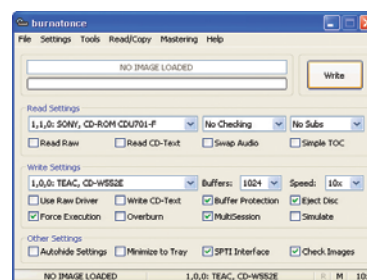 burnatonce
File Settings Tools Read/Copy Mastering Help
NO IMAGE LOADED
Write
Read Settings
1,1,0: SONY, CD-ROM CDU701-F No Checking No Subs
Read Raw Read CD-Text Swap Audio Simple TOC
Write Settings
1,0,0: TEAC, CD-W552E Buffers: 1024 Speed: 10x
Use Raw Driver Write CD-Text Buffer Protection Eject Disc
Force Execution Overburn MultiSession Simulate
Other Settings
Autohide Settings Minimize to Tray SPTI Interface Check Images
NO IMAGE LOADED 1,0,0: TEAC, CD-W552E R M 10x